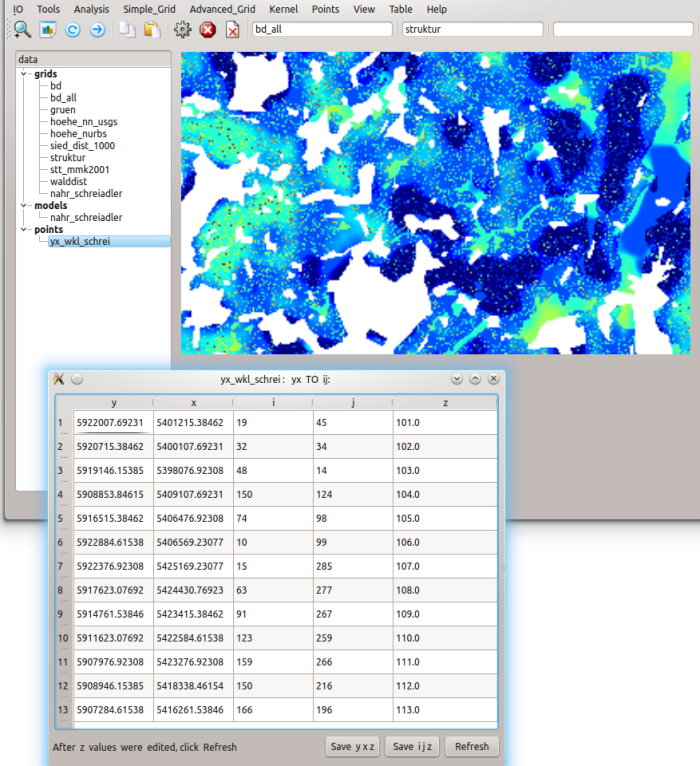 IO Tools Analysis Simple_Grid Advanced_Grid Kernel Points View Table Help
bd_all struktur
data
grids
bd
bd_all
gruen
hoehe_nn_usgs
hoehe_nurbs
sied_dist_1000
struktur
stt_mmk2001
walddist
nahr_schreiadler
models
nahr_schreiadler
points
yx_wkl_schrei
yx_wkl_schrei : yx TO ij:
y x i j z
1 5922007.69231 5401215.38462 19 45 101.0
2 5920715.38462 5400107.69231 32 34 102.0
3 5919146.15385 5398076.92308 48 14 103.0
4 5908853.84615 5409107.69231 150 124 104.0
5 5916515.38462 5406476.92308 74 98 105.0
6 5922884.61538 5406569.23077 10 99 106.0
7 5922376.92308 5425169.23077 15 285 107.0
8 5917623.07692 5424430.76923 63 277 108.0
9 5914761.53846 5423415.38462 91 267 109.0
10 5911623.07692 5422584.61538 123 259 110.0
11 5907976.92308 5423276.92308 159 266 111.0
12 5908946.15385 5418338.46154 150 216 112.0
13 5907284.61538 5416261.53846 166 196 113.0
After z values were edited, click Refresh Save y x z Save i j z Refresh